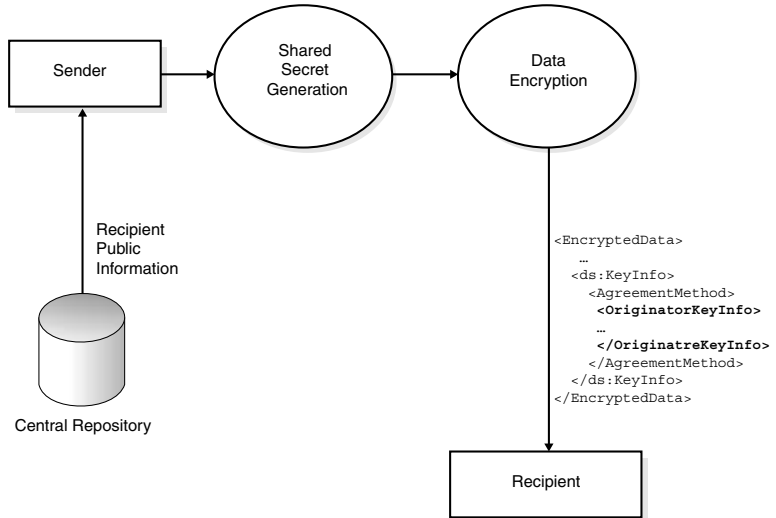 Sender
Shared
Secret
Generation
Data
Encryption
Recipient
Public
Information
Central Repository
<EncryptedData>
…
<ds:KeyInfo>
<AgreementMethod>
<OriginatorKeyInfo>
…
</OriginatreKeyInfo>
</AgreementMethod>
</ds:KeyInfo>
</EncryptedData>
Recipient